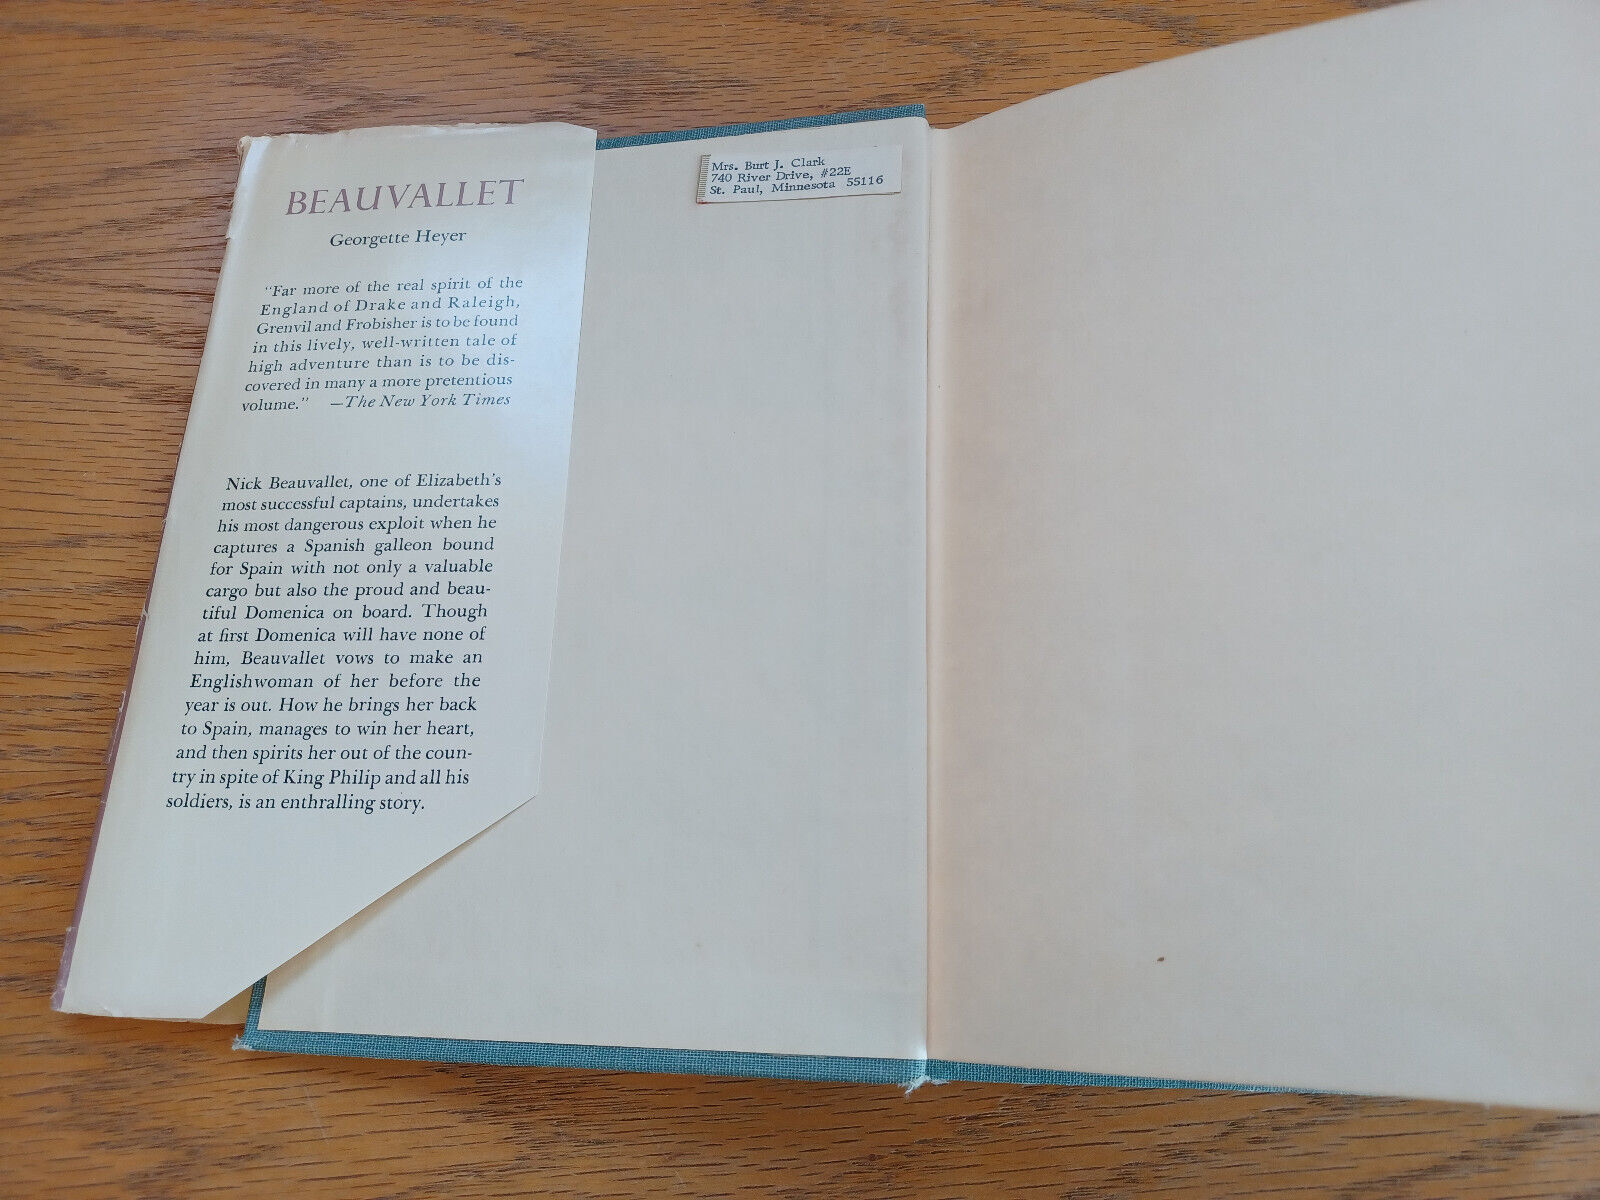 BEAUVALLET
Georgette Heyer
"Far more of the real spirit of the
England of Drake and Raleigh,
Grenvil and Frobisher is to be found
in this lively, well-written tale of
high adventure than is to be dis-
covered in many a more pretentious
volume." —The New York Times
Nick Beauvallet, one of Elizabeth's
most successful captains, undertakes
his most dangerous exploit when he
captures a Spanish galleon bound
for Spain with not only a valuable
cargo but also the proud and beau-
tiful Domenica on board. Though
at first Domenica will have none of
him, Beauvallet vows to make an
Englishwoman of her before the
year is out. How he brings her back
to Spain, manages to win her heart,
and then spirits her out of the coun-
try in spite of King Philip and all his
soldiers, is an enthralling story.
Mrs. Burt J. Clark
740 River Drive, #22E
St. Paul, Minnesota 55116